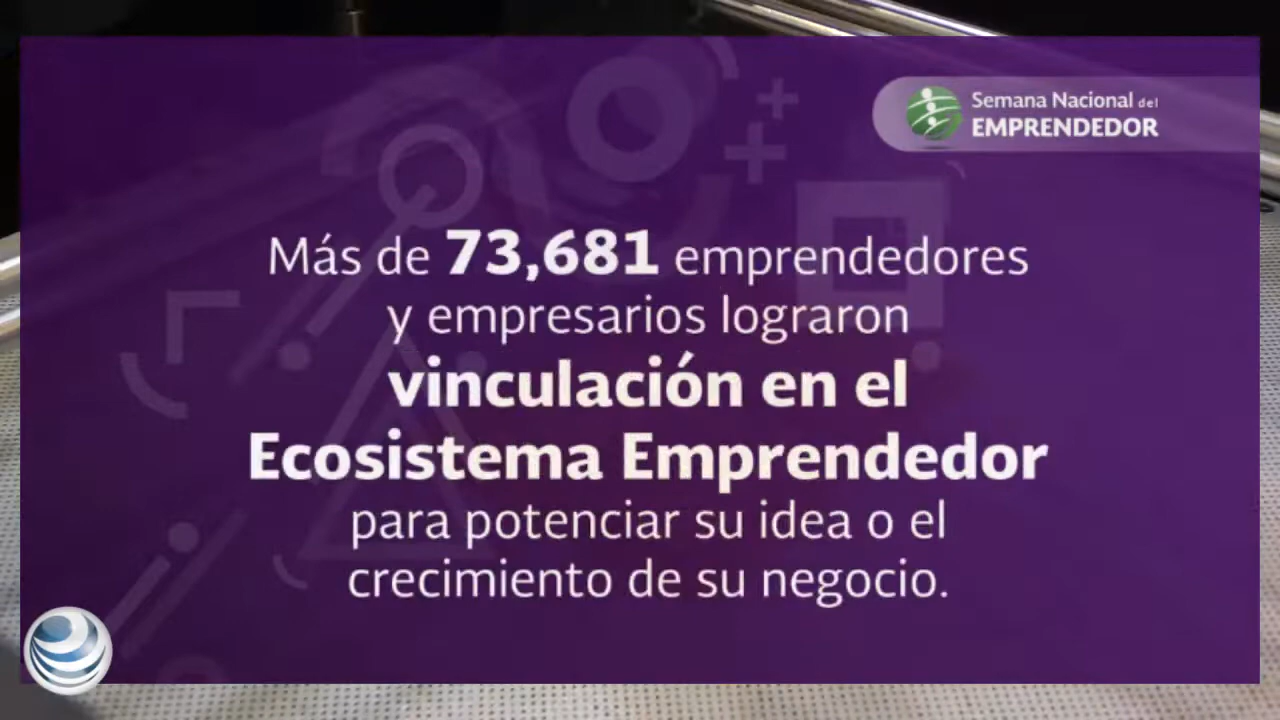 Semana Nacional del
EMPRENDEDOR
Más de 73,681 emprendedores
y empresarios lograron
vinculación en el
Ecosistema Emprendedor
para potenciar su idea o el
crecimiento de su negocio.